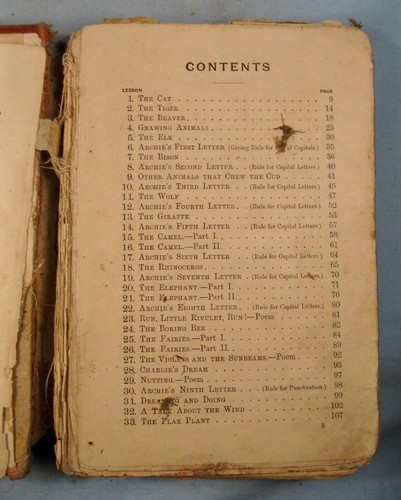 CONTENTS
LESSON PAGE
1. THE CAT 9
2. THE TIGER 14
3. THE BEAVER 18
4. GNAWING ANIMALS 25
5. THE ELK 30
6. ARCHIE'S FIRST LETTER (Giving Rule for of Capitals) 35
7. THE BISON 36
8. ARCHIE'S SECOND LETTER (Rule for Capital Letters) 40
9. OTHER ANIMALS THAT CHEW THE CUD 41
10. ARCHIE'S THIRD LETTER (Rule for Capital Letters) 46
11. THE WOLF 47
12. ARCHIE'S FOURTH LETTER (Rule for Capital Letters) 52
13. THE GIRAFFE 53
14. ARCHIE'S FIFTH LETTER (Rule for Capital Letters) 57
15. THE CAMEL.—Part I. 58
16. THE CAMEL.—Part II. 61
17. ARCHIE'S SIXTH LETTER (Rule for Capital Letters) 64
18. THE RHINOCEROS 65
19. ARCHIE'S SEVENTH LETTER (Rule for Capital Letters) 70
20. THE ELEPHANT.—Part I. 71
21. THE ELEPHANT.—Part II 76
22. ARCHIE'S EIGHTH LETTER (Rule for Capital Letters) 80
23. RUN, LITTLE RIVULET, RUN!—Poem 81
24. THE BORING BEE 82
25. THE FAIRIES.—Part I. 84
26. THE FAIRIES.—Part II. 89
27. THE VIOLETS AND THE SUNBEAMS.—Poem 92
28. CHARLIE'S DREAM 93
29. NUTTING.—Poem 97
30. ARCHIE'S NINTH LETTER (Rule for Punctuation) 98
31. DREAMING AND DOING 99
32. A TALK ABOUT THE WIND 102
33. THE FLAX PLANT 107